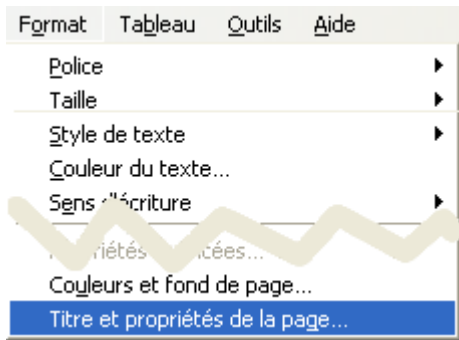 Format Tableau Outils Aide
Police
Taille
Style de texte
Couleur du texte...
Sens d'écriture
Couleurs et fond de page...
Titre et propriétés de la page...